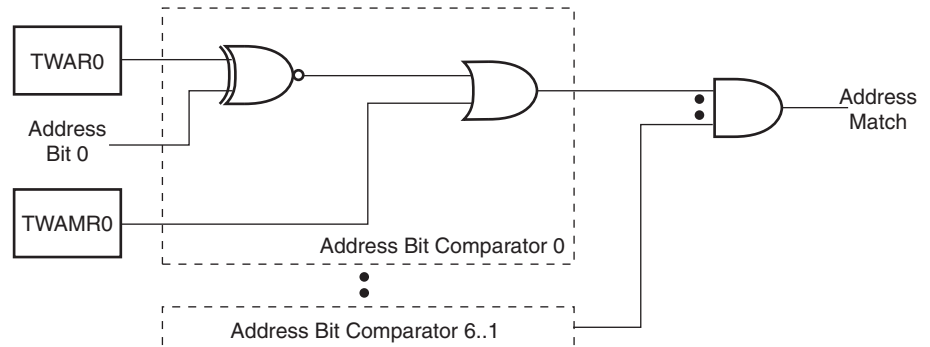 TWAR0
Address
Bit 0
TWAMR0
Address Bit Comparator 0
Address
Match
Address Bit Comparator 6..1